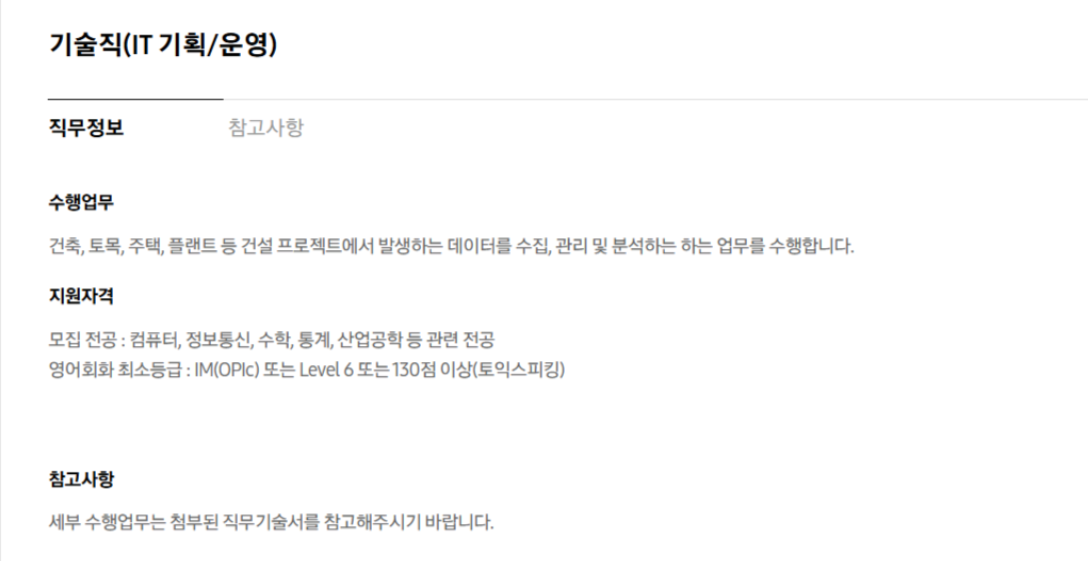 기술직(IT 기획/운영)
직무정보
참고사항
수행업무
건축, 토목, 주택, 플랜트 등 건설 프로젝트에서 발생하는 데이터를 수집, 관리 및 분석하는 하는 업무를 수행합니다.
지원자격
모집 전공 : 컴퓨터, 정보통신, 수학, 통계, 산업공학 등 관련 전공
영어회화 최소등급 : IM(OPIc) 또는 Level 6 또는 130점 이상(토익스피킹)
참고사항
세부 수행업무는 첨부된 직무기술서를 참고해주시기 바랍니다.